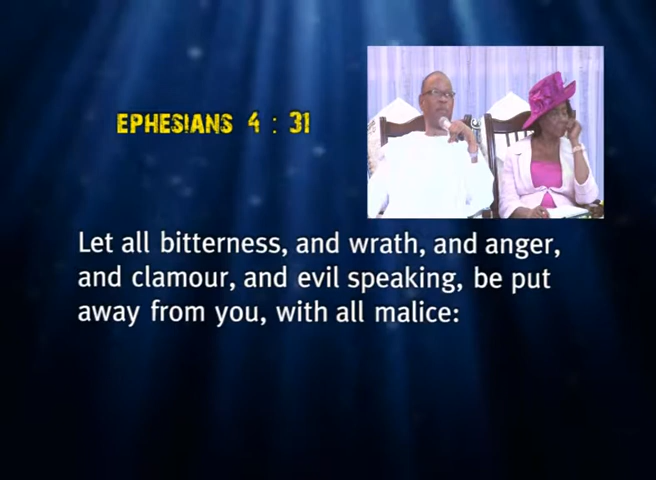 EPHESIANS 4 : 31
Let all bitterness, and wrath, and anger,
and clamour, and evil speaking, be put
away from you, with all malice: